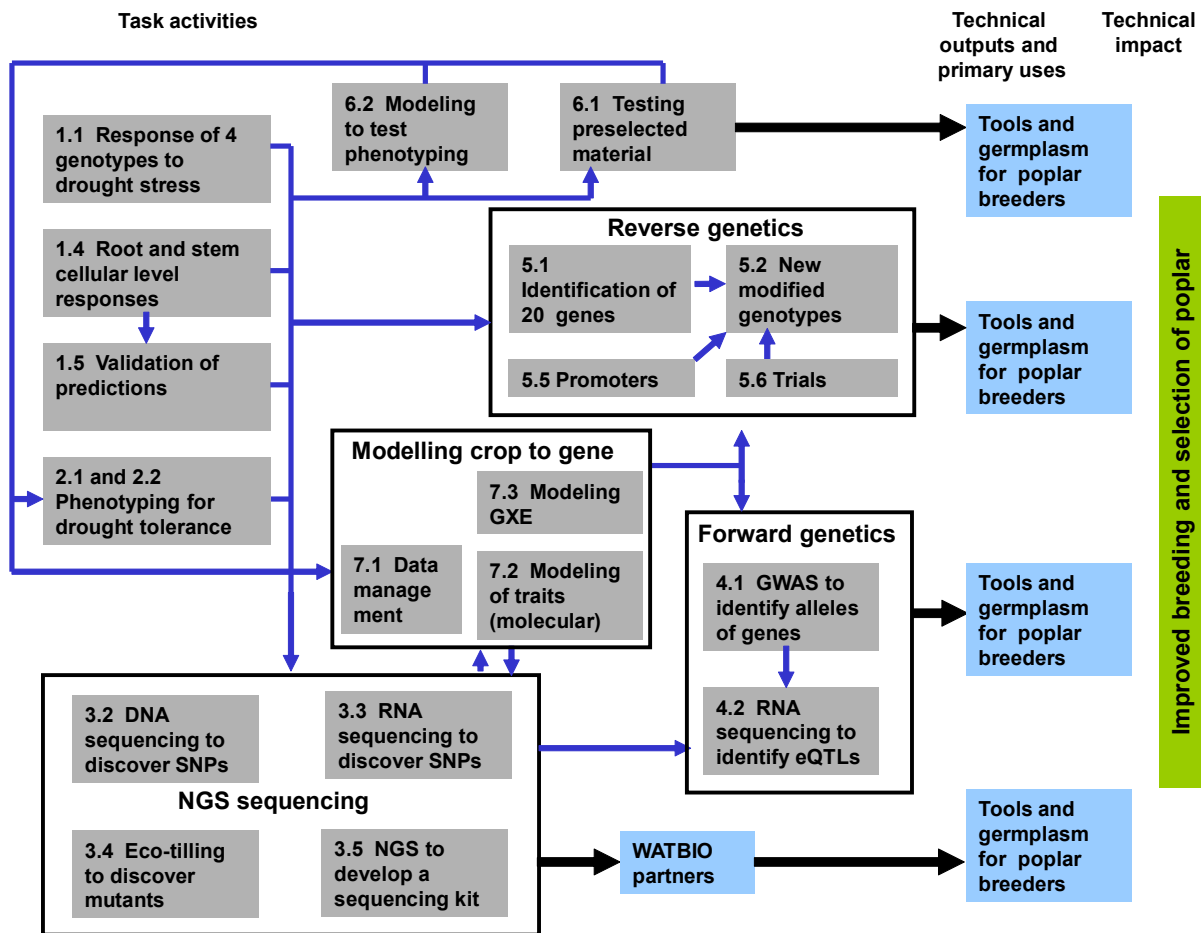 Task activities
Technical
outputs and
primary uses
Technical
impact
6.2 Modeling
to test
phenotyping
6.1 Testing
preselected
material
Tools and
germplasm
for poplar
breeders
1.1 Response of 4
genotypes to
drought stress
1.4 Root and stem
cellular level
responses
1.5 Validation of
predictions
2.1 and 2.2
Phenotyping for
drought tolerance
Reverse genetics
5.1
Identification of
20 genes
5.2 New
modified
genotypes
5.5 Promoters
5.6 Trials
Tools and
germplasm
for poplar
breeders
Modelling crop to gene
7.3 Modeling
GXE
7.1 Data
manage
ment
7.2 Modeling
of traits
(molecular)
Forward genetics
4.1 GWAS to
identify alleles
of genes
4.2 RNA
sequencing to
identify eQTLs
Tools and
germplasm
for poplar
breeders
3.2 DNA
sequencing to
discover SNPs
3.3 RNA
sequencing to
discover SNPs
NGS sequencing
3.4 Eco-tilling
to discover
mutants
3.5 NGS to
develop a
sequencing kit
WATBIO
partners
Tools and
germplasm
for poplar
breeders
Improved breeding and selection of poplar